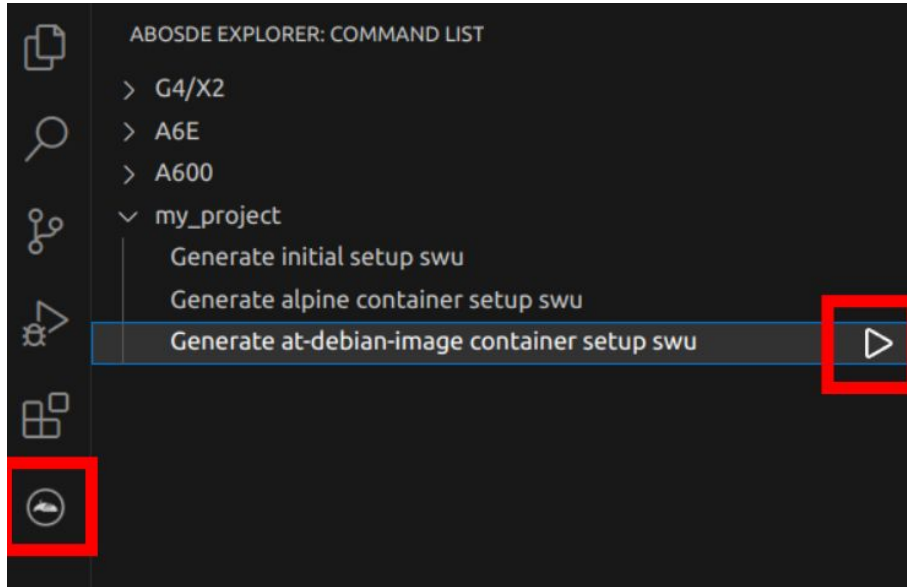 ABOSDE EXPLORER: COMMAND LIST
G4/X2
A6E
A600
my_project
Generate initial setup swu
Generate alpine container setup swu
Generate at-debian-image container setup swu